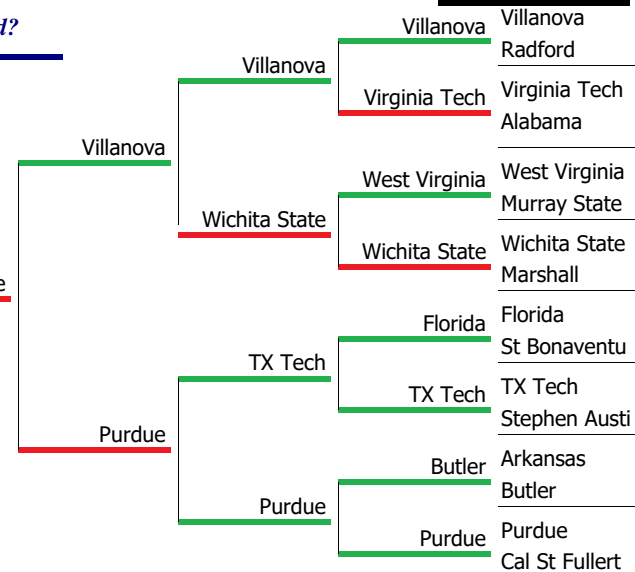 d?
Villanova
Villanova
Radford
Villanova
Virginia Tech
Virginia Tech
Alabama
Villanova
West Virginia
West Virginia
Murray State
Wichita State
Wichita State
Wichita State
Marshall
e
Florida
Florida
St Bonaventu
TX Tech
TX Tech
TX Tech
Stephen Austi
Purdue
Butler
Arkansas
Butler
Purdue
Purdue
Purdue
Cal St Fullert